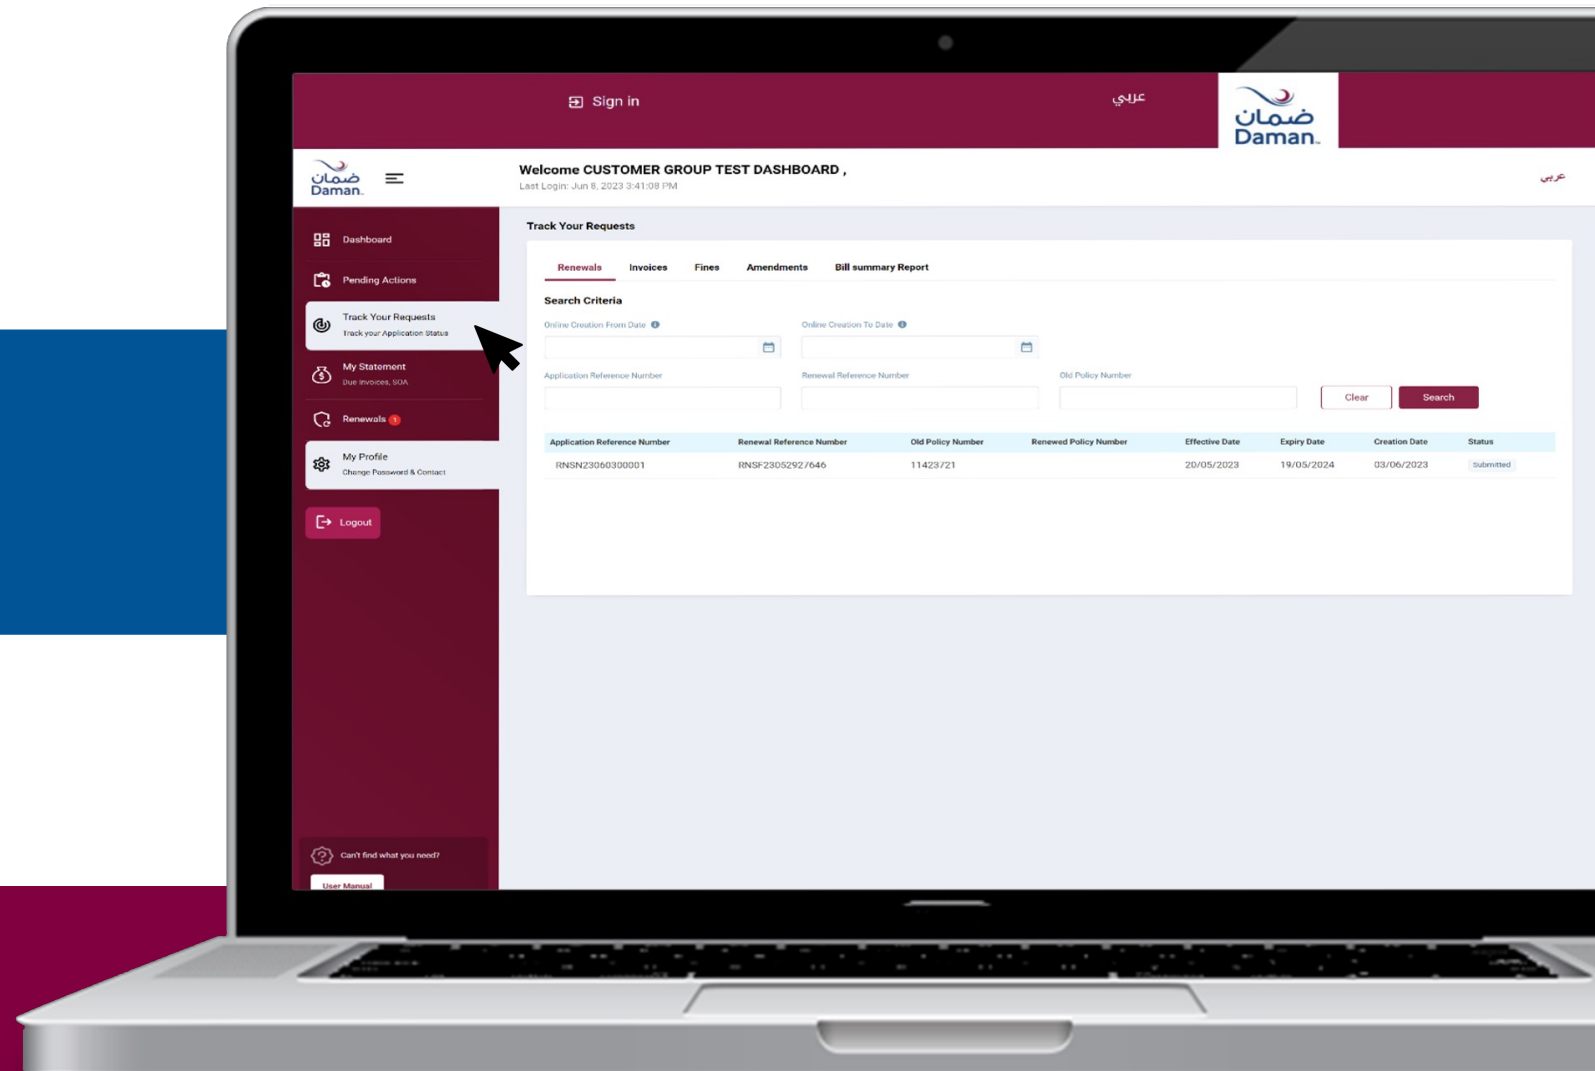 Sign in
عربي
ضمان
Daman
ضمان
Daman
Welcome CUSTOMER GROUP TEST DASHBOARD ,
Last Login: Jun 8, 2023 3:41:08 PM
عربي
Dashboard
Pending Actions
Track Your Requests
Track your Application Status
My Statement
Due Invoices, SOA
Renewals 1
My Profile
Change Password & Contact
Logout
Can't find what you need?
User Manual
Track Your Requests
Renewals Invoices Fines Amendments Bill summary Report
Search Criteria
Online Creation From Date Online Creation To Date
Application Reference Number Renewal Reference Number Old Policy Number
Clear Search
Application Reference Number Renewal Reference Number Old Policy Number Renewed Policy Number Effective Date Expiry Date Creation Date Status
RNSN23060300001 RNSF23052927646 11423721 20/05/2023 19/05/2024 03/06/2023 Submitted